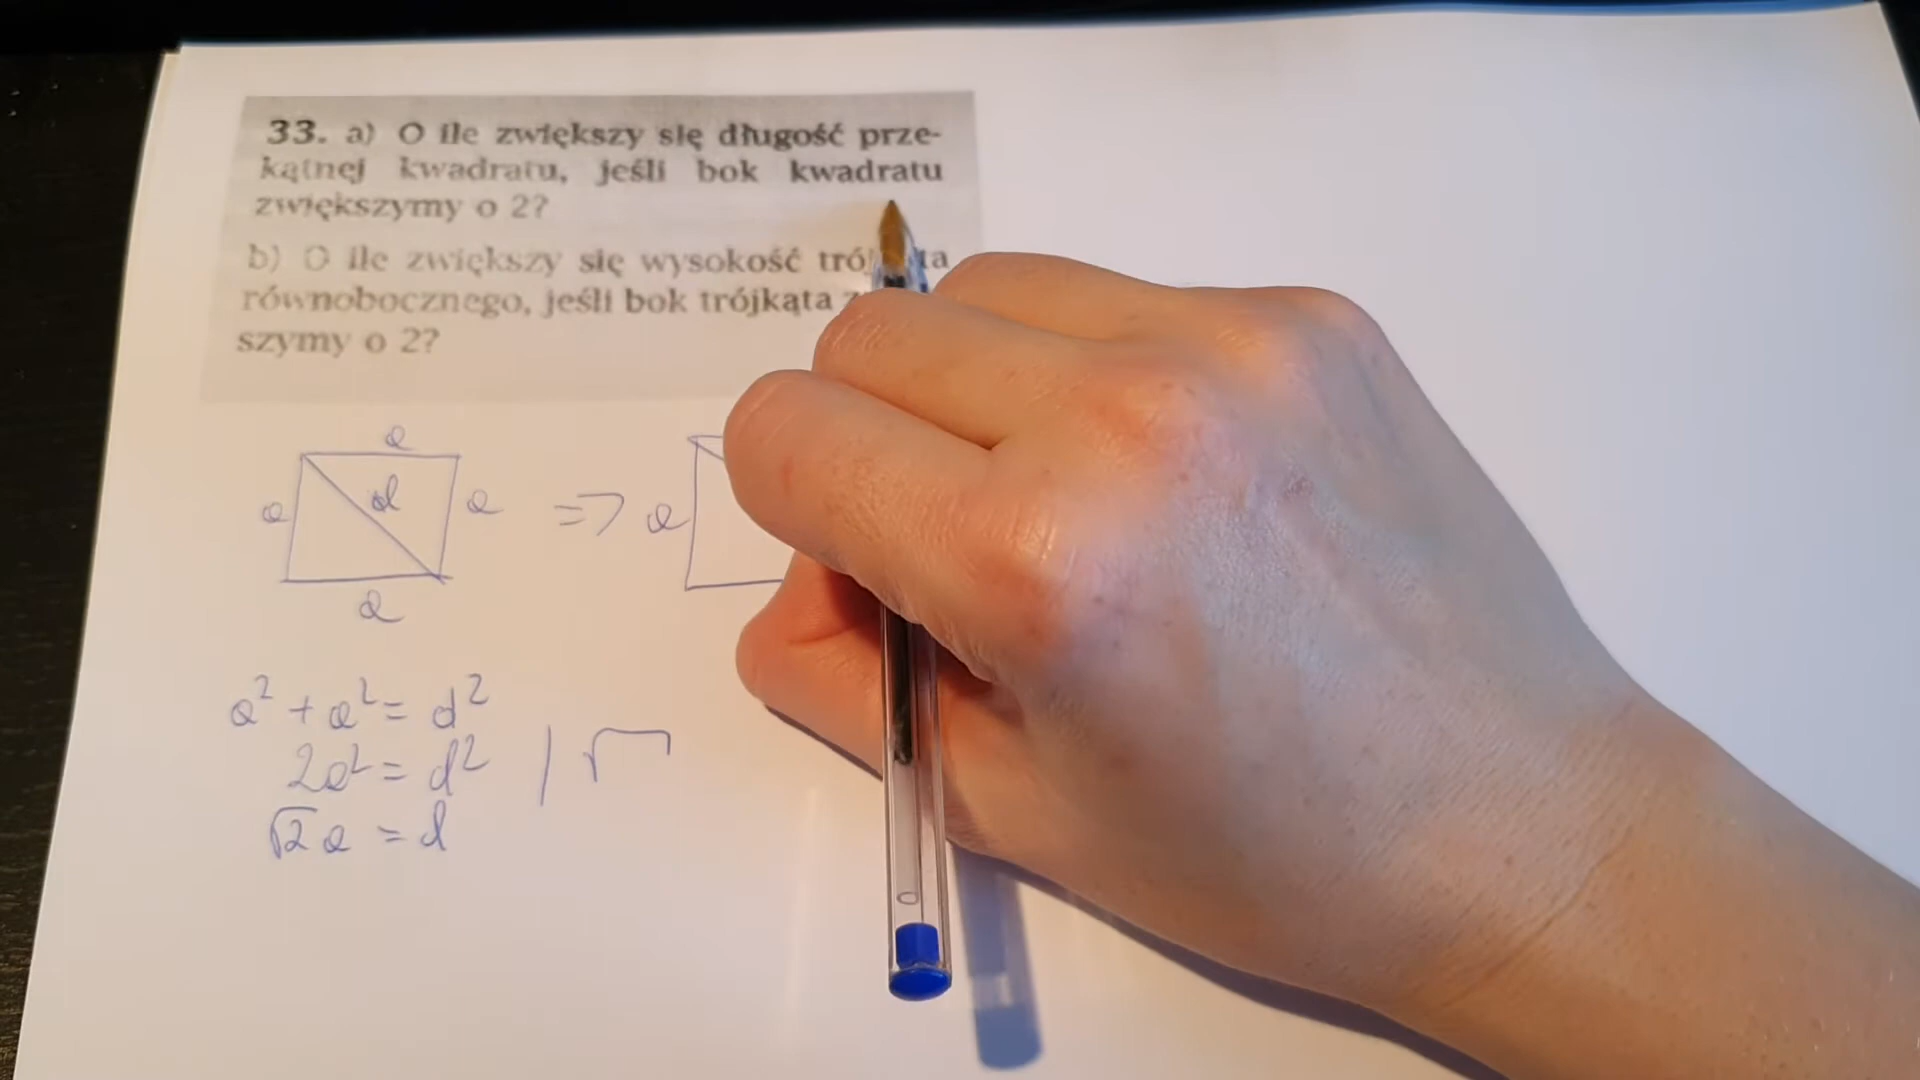 33. a) O ile zwiększy się długość prze-
kątnej kwadratu, jeśli bok kwadratu
zwiększymy o 2?
b) O ile zwiększy się wysokość
równobocznego, jeśli bok trójkąta
szymy o 2?
a
a d a => a
a
a² + a² = d²
2a² = d² | √
√2 a = d